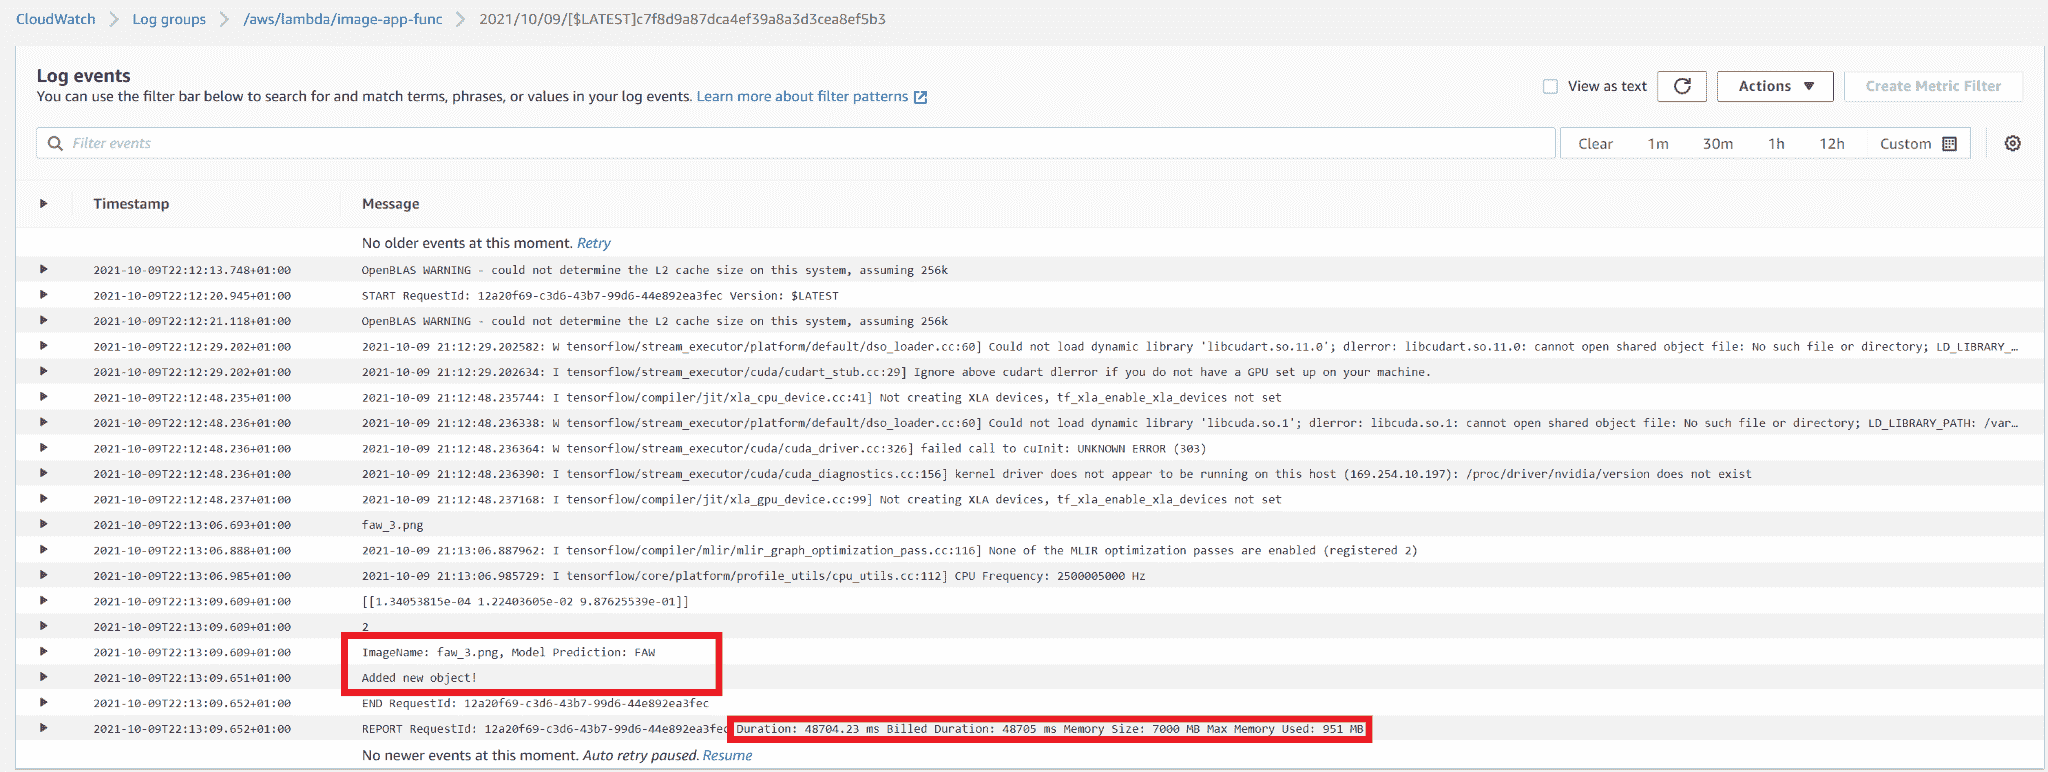 CloudWatch > Log groups > /aws/lambda/image-app-func > 2021/10/09/[$LATEST]c7f8d9a87dca4ef39a8a3d3cea8ef5b3
Log events
You can use the filter bar below to search for and match terms, phrases, or values in your log events. Learn more about filter patterns
View as text Actions Create Metric Filter
Filter events Clear 1m 30m 1h 12h Custom
Timestamp Message
No older events at this moment. Retry
2021-10-09T22:12:13.748+01:00 OpenBLAS WARNING - could not determine the L2 cache size on this system, assuming 256k
2021-10-09T22:12:20.945+01:00 START RequestId: 12a20f69-c3d6-43b7-99d6-44e892ea3fec Version: $LATEST
2021-10-09T22:12:21.118+01:00 OpenBLAS WARNING - could not determine the L2 cache size on this system, assuming 256k
2021-10-09T22:12:29.202+01:00 2021-10-09 21:12:29.202582: W tensorflow/stream_executor/platform/default/dso_loader.cc:60] Could not load dynamic library 'libcudart.so.11.0'; dlerror: libcudart.so.11.0: cannot open shared object file: No such file or directory; LD_LIBRARY_…
2021-10-09T22:12:29.202+01:00 2021-10-09 21:12:29.202634: I tensorflow/stream_executor/cuda/cudart_stub.cc:29] Ignore above cudart dlerror if you do not have a GPU set up on your machine.
2021-10-09T22:12:48.235+01:00 2021-10-09 21:12:48.235744: I tensorflow/compiler/jit/xla_cpu_device.cc:41] Not creating XLA devices, tf_xla_enable_xla_devices not set
2021-10-09T22:12:48.236+01:00 2021-10-09 21:12:48.236338: W tensorflow/stream_executor/platform/default/dso_loader.cc:60] Could not load dynamic library 'libcuda.so.1'; dlerror: libcuda.so.1: cannot open shared object file: No such file or directory; LD_LIBRARY_PATH: /var…
2021-10-09T22:12:48.236+01:00 2021-10-09 21:12:48.236364: W tensorflow/stream_executor/cuda/cuda_driver.cc:326] failed call to cuInit: UNKNOWN ERROR (303)
2021-10-09T22:12:48.236+01:00 2021-10-09 21:12:48.236390: I tensorflow/stream_executor/cuda/cuda_diagnostics.cc:156] kernel driver does not appear to be running on this host (169.254.10.197): /proc/driver/nvidia/version does not exist
2021-10-09T22:12:48.237+01:00 2021-10-09 21:12:48.237168: I tensorflow/compiler/jit/xla_gpu_device.cc:99] Not creating XLA devices, tf_xla_enable_xla_devices not set
2021-10-09T22:13:06.693+01:00 faw_3.png
2021-10-09T22:13:06.888+01:00 2021-10-09 21:13:06.887962: I tensorflow/compiler/mlir/mlir_graph_optimization_pass.cc:116] None of the MLIR optimization passes are enabled (registered 2)
2021-10-09T22:13:06.985+01:00 2021-10-09 21:13:06.985729: I tensorflow/core/platform/profile_utils/cpu_utils.cc:112] CPU Frequency: 2500005000 Hz
2021-10-09T22:13:09.609+01:00 [[1.34053815e-04 1.22403605e-02 9.87625539e-01]]
2021-10-09T22:13:09.609+01:00 2
2021-10-09T22:13:09.609+01:00 ImageName: faw_3.png, Model Prediction: FAW
2021-10-09T22:13:09.651+01:00 Added new object!
2021-10-09T22:13:09.652+01:00 END RequestId: 12a20f69-c3d6-43b7-99d6-44e892ea3fec
2021-10-09T22:13:09.652+01:00 REPORT RequestId: 12a20f69-c3d6-43b7-99d6-44e892ea3fec Duration: 48704.23 ms Billed Duration: 48705 ms Memory Size: 7000 MB Max Memory Used: 951 MB
No newer events at this moment. Auto retry paused. Resume